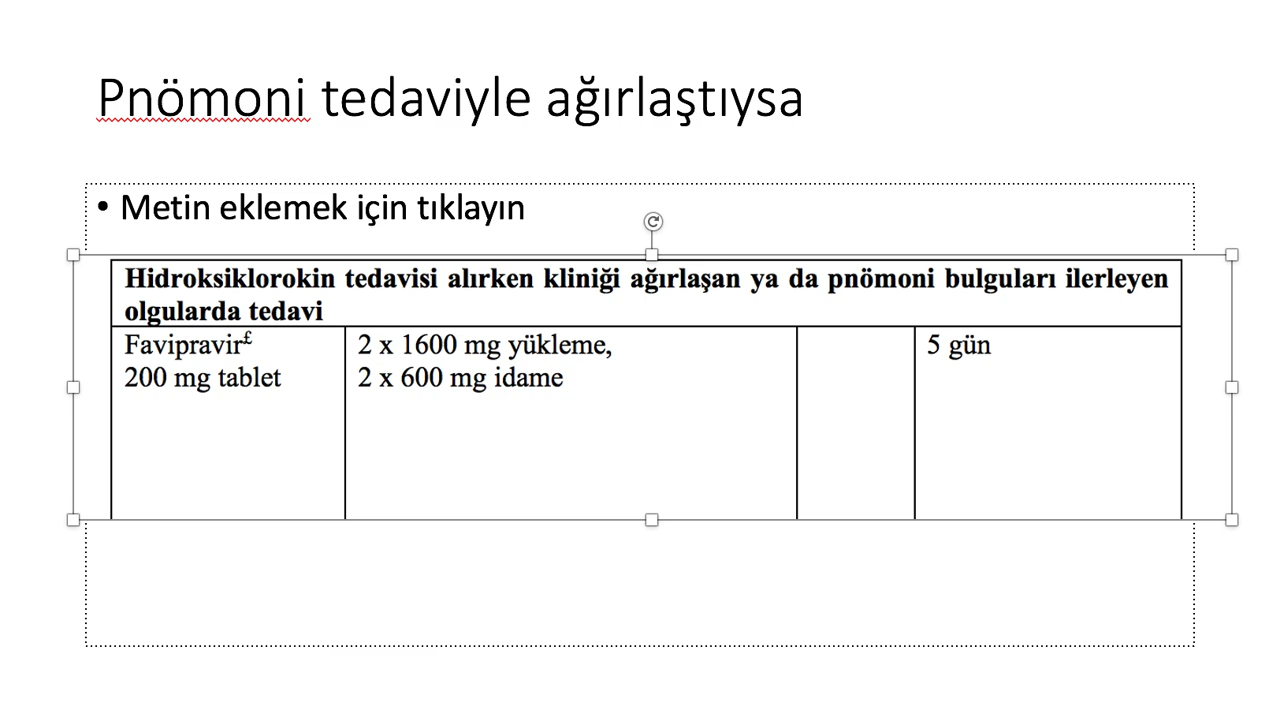 Pnömoni tedaviyle ağırlaştıysa
• Metin eklemek için tıklayın
Hidroksiklorokin tedavisi alırken kliniği ağırlaşan ya da pnömoni bulguları ilerleyen
olgularda tedavi
Favipravir£
200 mg tablet
2 x 1600 mg yükleme,
2 x 600 mg idame
5 gün